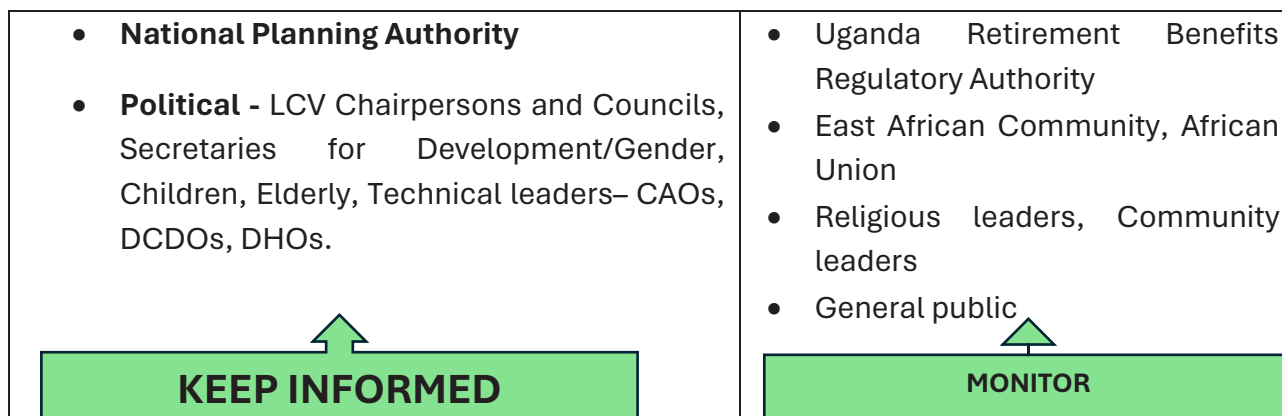 • National Planning Authority
• Political - LCV Chairpersons and Councils,
Secretaries for Development/Gender,
Children, Elderly, Technical leaders– CAOs,
DCDOs, DHOs.
KEEP INFORMED
• Uganda Retirement Benefits
Regulatory Authority
• East African Community, African
Union
• Religious leaders, Community
leaders
• General public
MONITOR